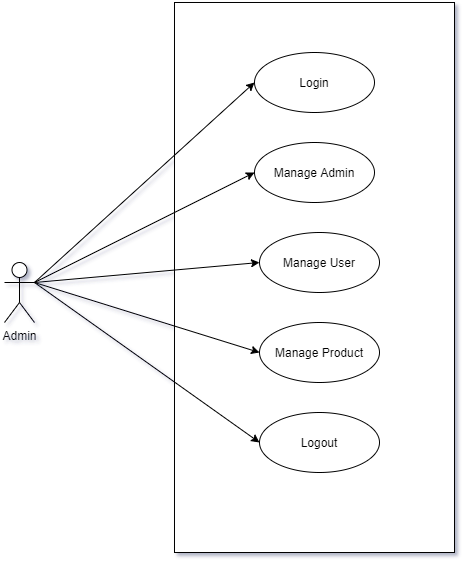 Login
Manage Admin
Manage User
Admin
Manage Product
Logout